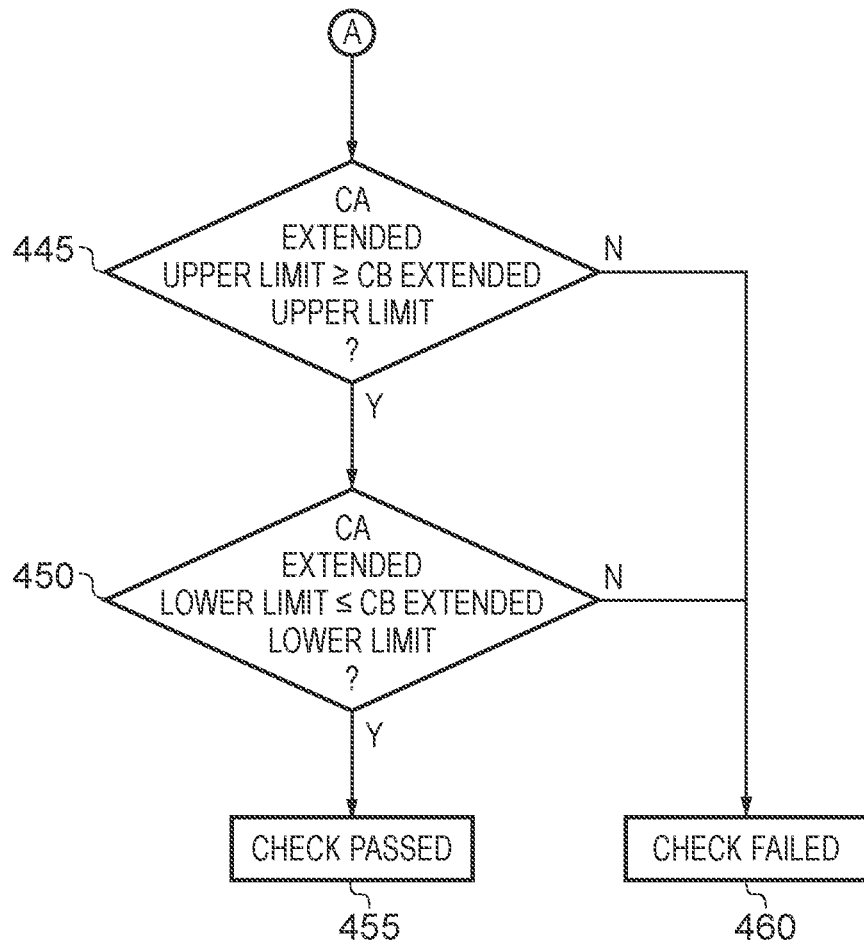 A
CA
EXTENDED
UPPER LIMIT ≥ CB EXTENDED
UPPER LIMIT
?
445
N
Y
CA
EXTENDED
LOWER LIMIT ≤ CB EXTENDED
LOWER LIMIT
?
450
N
Y
CHECK PASSED
CHECK FAILED
455
460